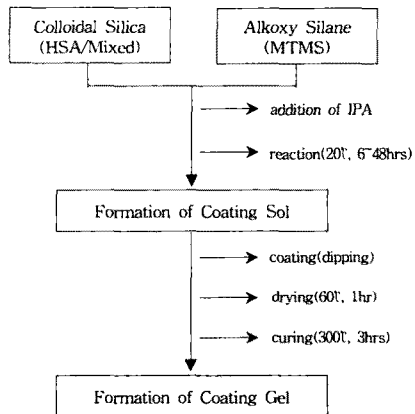 Colloidal Silica
(HSA/Mixed)
Alkoxy Silane
(MTMS)
addition of IPA
reaction(20℃, 6~48hrs)
Formation of Coating Sol
coating(dipping)
drying(60℃, 1hr)
curing(300℃, 3hrs)
Formation of Coating Gel